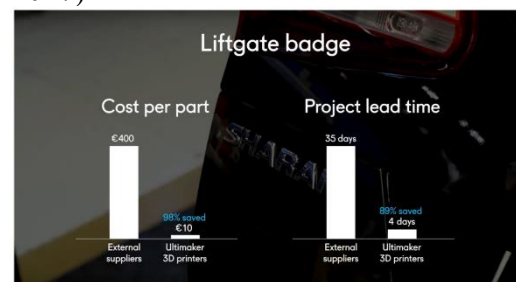 Liftgate badge
Cost per part
€400
98% saved
€10
External
suppliers
Ultimaker
3D printers
Project lead time
35 days
89% saved
4 days
External
suppliers
Ultimaker
3D printers
SHARAN